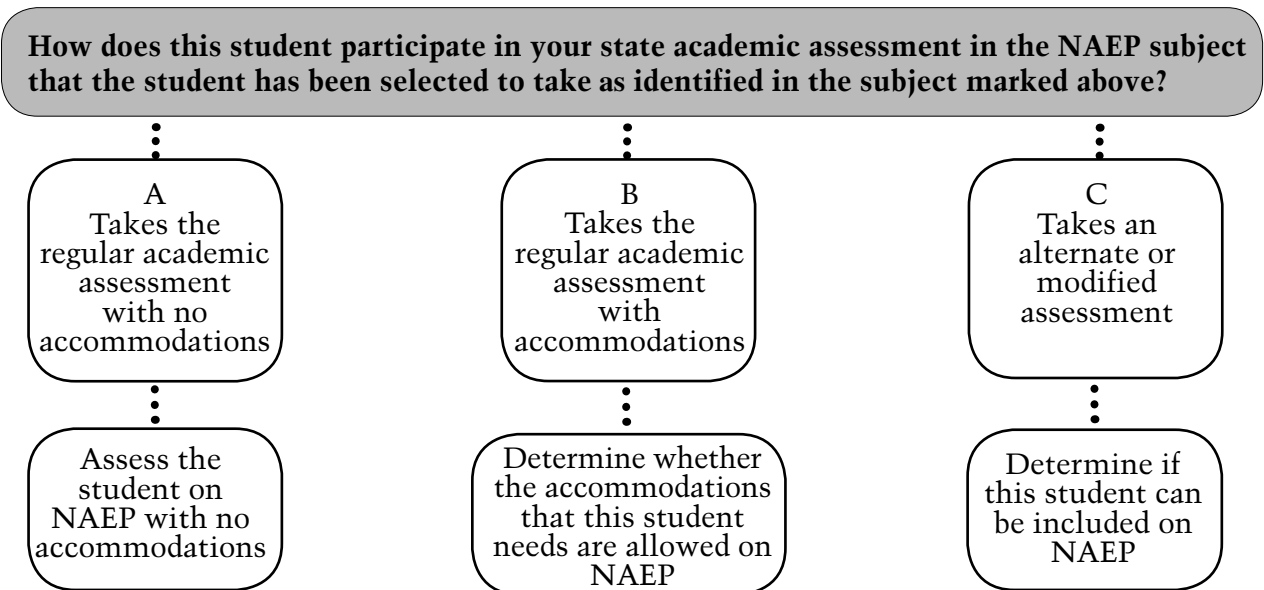 How does this student participate in your state academic assessment in the NAEP subject
that the student has been selected to take as identified in the subject marked above?
A
Takes the
regular academic
assessment
with no
accommodations
B
Takes the
regular academic
assessment
with
accommodations
C
Takes an
alternate or
modified
assessment
Assess the
student on
NAEP with no
accommodations
Determine whether
the accommodations
that this student
needs are allowed on
NAEP
Determine if
this student can
be included on
NAEP